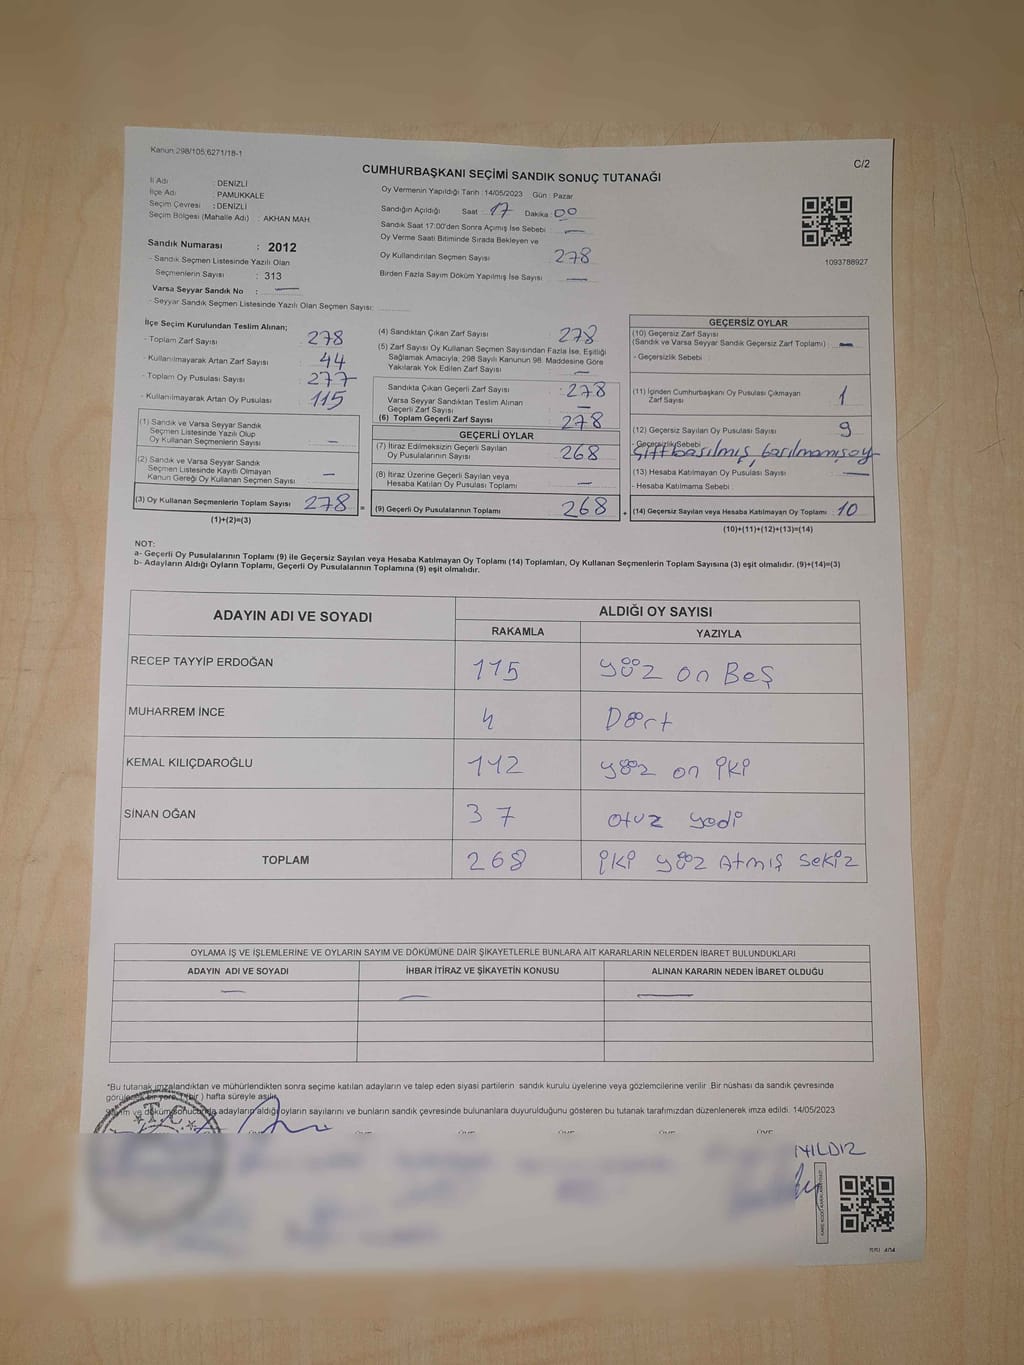 Kanun 298/105,6271/18-1
C/2
CUMHURBAŞKANI SEÇİMİ SANDIK SONUÇ TUTANAĞI
İl Adı : DENİZLİ
İlçe Adı : PAMUKKALE
Seçim Çevresi : DENİZLİ
Seçim Bölgesi (Mahalle Adı) : AKHAN MAH.
Sandık Numarası : 2012
- Sandık Seçmen Listesinde Yazılı Olan
Seçmenlerin Sayısı : 313
Varsa Seyyar Sandık No : —
- Seyyar Sandık Seçmen Listesinde Yazılı Olan Seçmen Sayısı:
Oy Vermenin Yapıldığı Tarih : 14/05/2023 Gün : Pazar
Sandığın Açıldığı Saat 17 Dakika 00
Sandık Saat 17:00'den Sonra Açımış İse Sebebi —
Oy Verme Saati Bitiminde Sırada Bekleyen ve
Oy Kullandırılan Seçmen Sayısı 278
Birden Fazla Sayım Döküm Yapılmış İse Sayısı —
1093788927
İlçe Seçim Kurulundan Teslim Alınan;
- Toplam Zarf Sayısı 278
- Kullanılmayarak Artan Zarf Sayısı 44
- Toplam Oy Pusulası Sayısı 277
- Kullanılmayarak Artan Oy Pusulası 115
(1) Sandık ve Varsa Seyyar Sandık
Seçmen Listesinde Yazılı Olup
Oy Kullanan Seçmenlerin Sayısı —
(2) Sandık ve Varsa Seyyar Sandık
Seçmen Listesinde Kayıtlı Olmayan
Kanun Gereği Oy Kullanan Seçmen Sayısı —
(3) Oy Kullanan Seçmenlerin Toplam Sayısı 278 =
(1)+(2)=(3)
(4) Sandıktan Çıkan Zarf Sayısı 278
(5) Zarf Sayısı Oy Kullanan Seçmen Sayısından Fazla İse, Eşitliği
Sağlamak Amacıyla; 298 Sayılı Kanunun 98. Maddesine Göre
Yakılarak Yok Edilen Zarf Sayısı —
Sandıkta Çıkan Geçerli Zarf Sayısı : 278
Varsa Seyyar Sandıktan Teslim Alınan
Geçerli Zarf Sayısı —
(6) Toplam Geçerli Zarf Sayısı 278
GEÇERLİ OYLAR
(7) İtiraz Edilmeksizin Geçerli Sayılan
Oy Pusulalarının Sayısı 268
(8) İtiraz Üzerine Geçerli Sayılan veya
Hesaba Katılan Oy Pusulası Toplamı —
(9) Geçerli Oy Pusulalarının Toplamı 268 +
GEÇERSİZ OYLAR
(10) Geçersiz Zarf Sayısı
(Sandık ve Varsa Seyyar Sandık Geçersiz Zarf Toplamı) : —
- Geçersizlik Sebebi :
(11) İçinden Cumhurbaşkanı Oy Pusulası Çıkmayan
Zarf Sayısı 1
(12) Geçersiz Sayılan Oy Pusulası Sayısı 9
- Geçersizlik Sebebi
Çift basılmış, basılmamış oy
(13) Hesaba Katılmayan Oy Pusulası Sayısı —
- Hesaba Katılmama Sebebi :
(14) Geçersiz Sayılan veya Hesaba Katılmayan Oy Toplamı : 10
(10)+(11)+(12)+(13)=(14)
NOT:
a- Geçerli Oy Pusulalarının Toplamı (9) ile Geçersiz Sayılan veya Hesaba Katılmayan Oy Toplamı (14) Toplamları, Oy Kullanan Seçmenlerin Toplam Sayısına (3) eşit olmalıdır. (9)+(14)=(3)
b- Adayların Aldığı Oyların Toplamı, Geçerli Oy Pusulalarının Toplamına (9) eşit olmalıdır.
ADAYIN ADI VE SOYADI ALDIĞI OY SAYISI
RAKAMLA YAZIYLA
RECEP TAYYİP ERDOĞAN 115 yüz on Beş
MUHARREM İNCE 4 Dört
KEMAL KILIÇDAROĞLU 112 yüz on iki
SİNAN OĞAN 37 otuz yedi
TOPLAM 268 iki yüz Atmış sekiz
OYLAMA İŞ VE İŞLEMLERİNE VE OYLARIN SAYIM VE DÖKÜMÜNE DAİR ŞİKAYETLERLE BUNLARA AİT KARARLARIN NELERDEN İBARET BULUNDUKLARI
ADAYIN ADI VE SOYADI İHBAR İTİRAZ VE ŞİKAYETİN KONUSU ALINAN KARARIN NEDEN İBARET OLDUĞU
— — —
*Bu tutanak imzalandıktan ve mühürlendikten sonra seçime katılan adayların ve talep eden siyasi partilerin sandık kurulu üyelerine veya gözlemcilerine verilir. Bir nüshası da sandık çevresinde
görülecek bir yere 1 (bir) hafta süreyle asılır.
Sayım ve dökümü sonucunda adayların aldığı oyların sayılarını ve bunların sandık çevresinde bulunanlara duyurulduğunu gösteren bu tutanak tarafımızdan düzenlenerek imza edildi. 14/05/2023
T.C.
YILDIZ